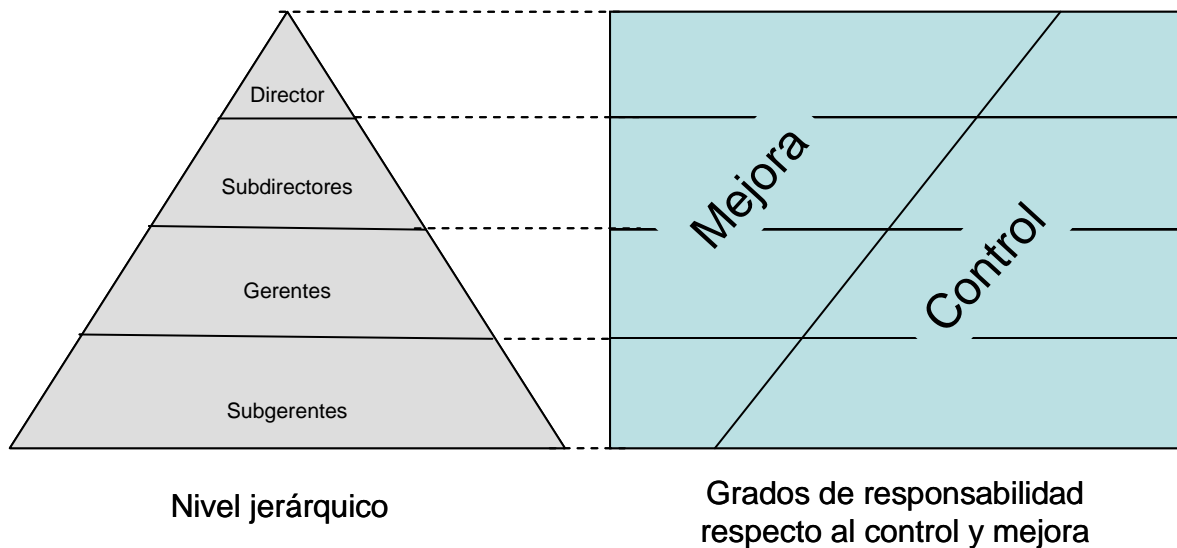 Director
Subdirectores
Gerentes
Subgerentes
Mejora
Control
Nivel jerárquico
Grados de responsabilidad
respecto al control y mejora